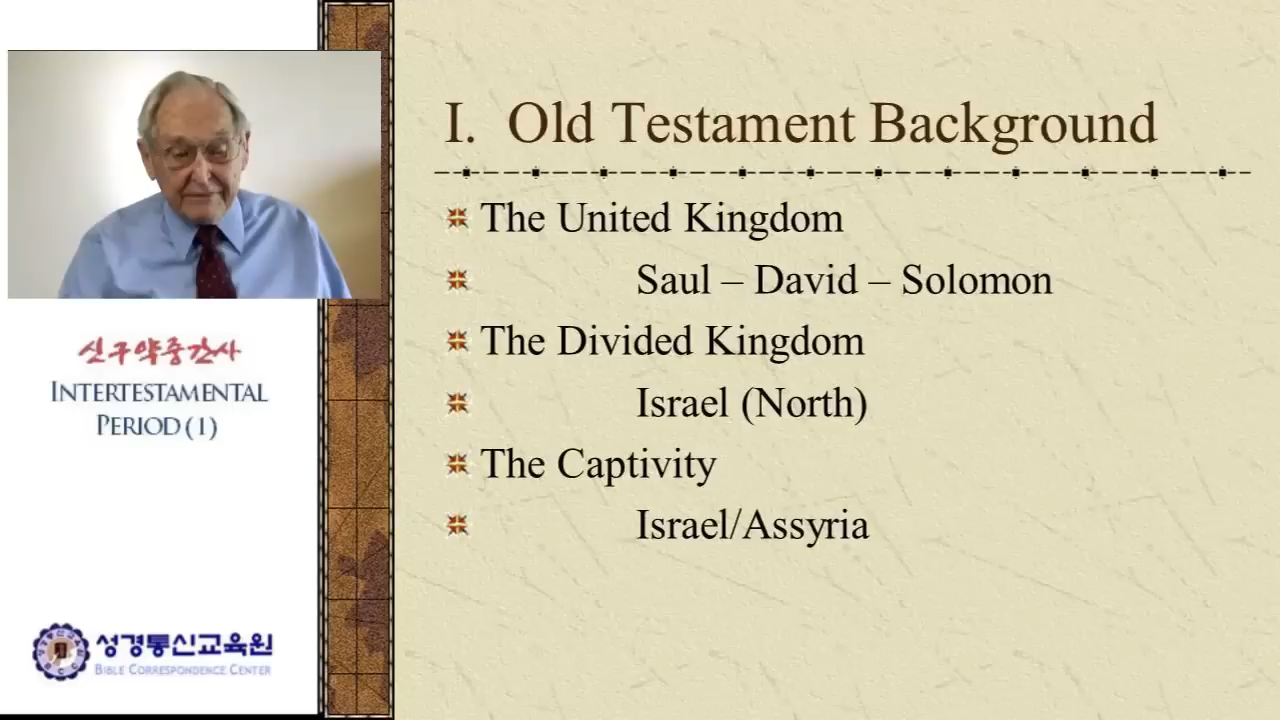 I. Old Testament Background
The United Kingdom
Saul – David – Solomon
The Divided Kingdom
Israel (North)
The Captivity
Israel/Assyria
신구약중간사
INTERTESTAMENTAL
PERIOD (1)
성경통신교육원
BIBLE CORRESPONDENCE CENTER